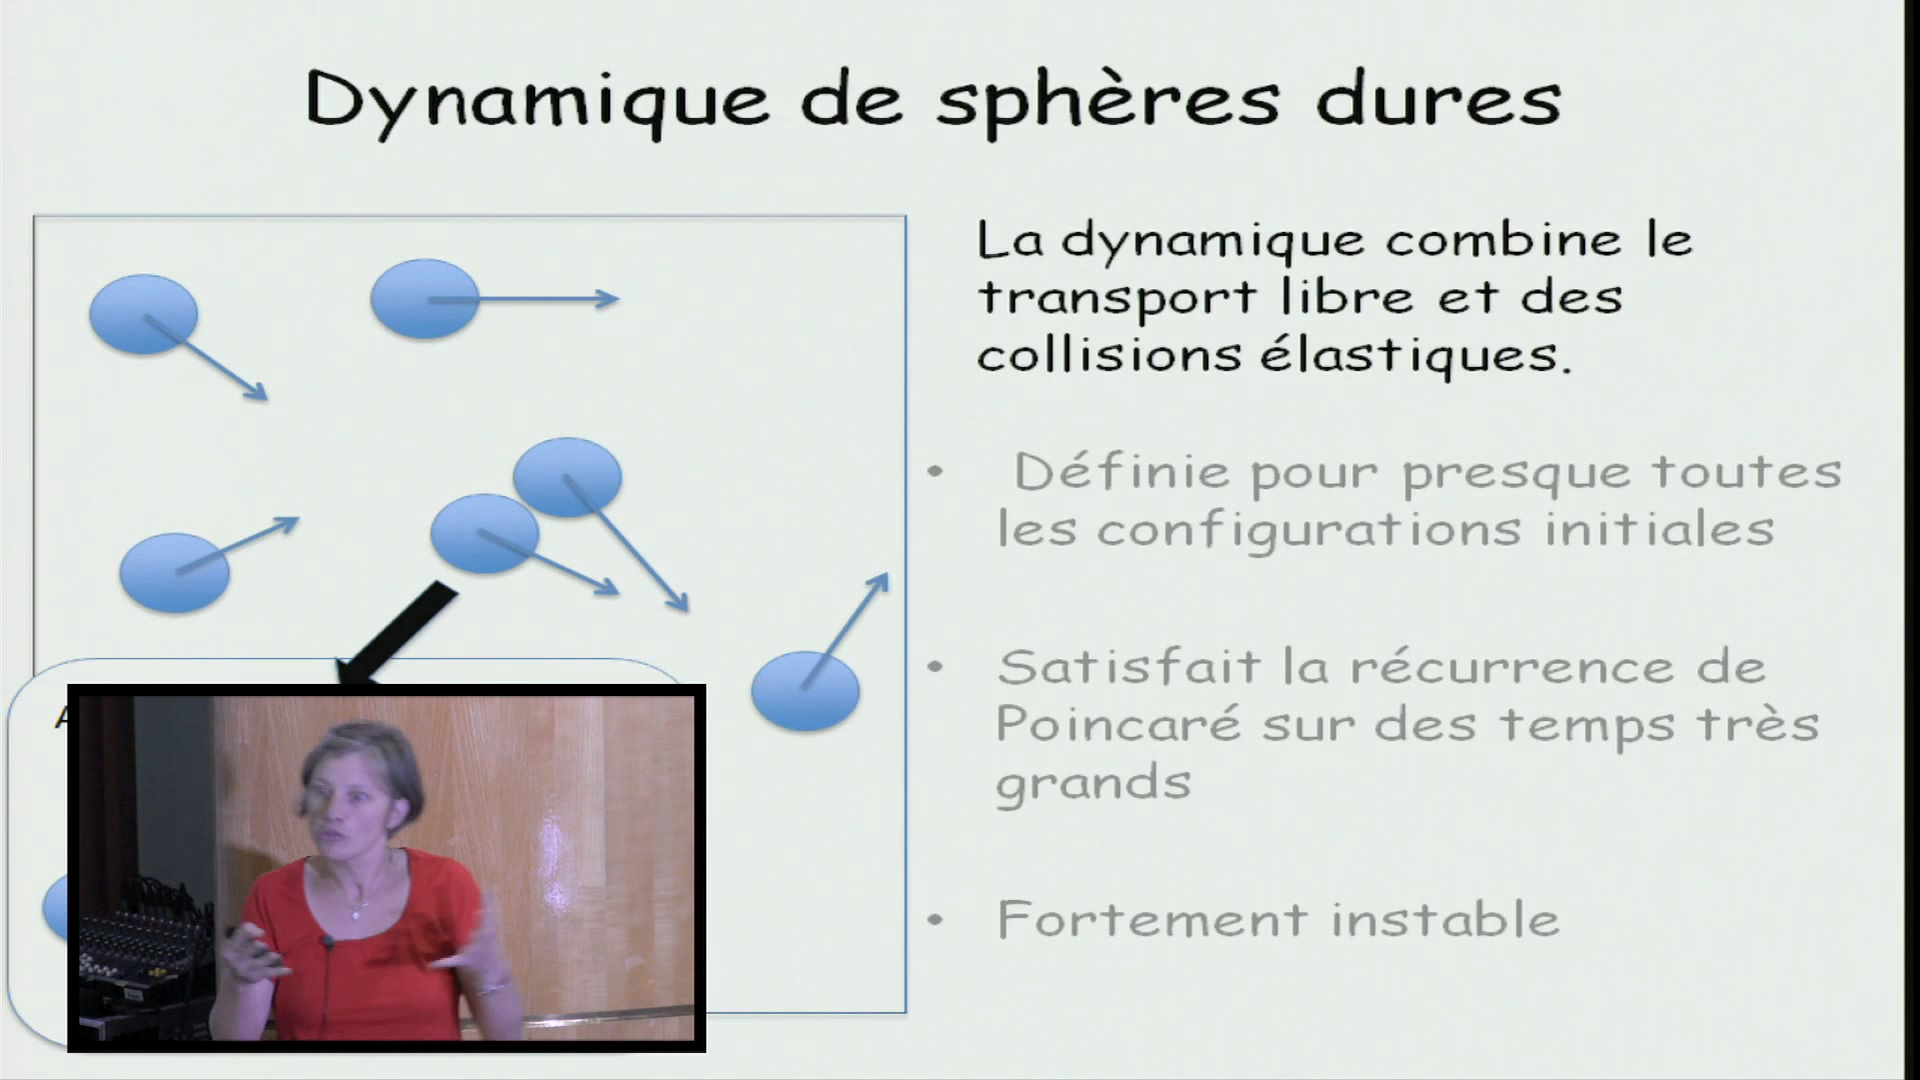 Dynamique de sphères dures
La dynamique combine le
transport libre et des
collisions élastiques.
• Définie pour presque toutes
les configurations initiales
• Satisfait la récurrence de
Poincaré sur des temps très
grands
• Fortement instable